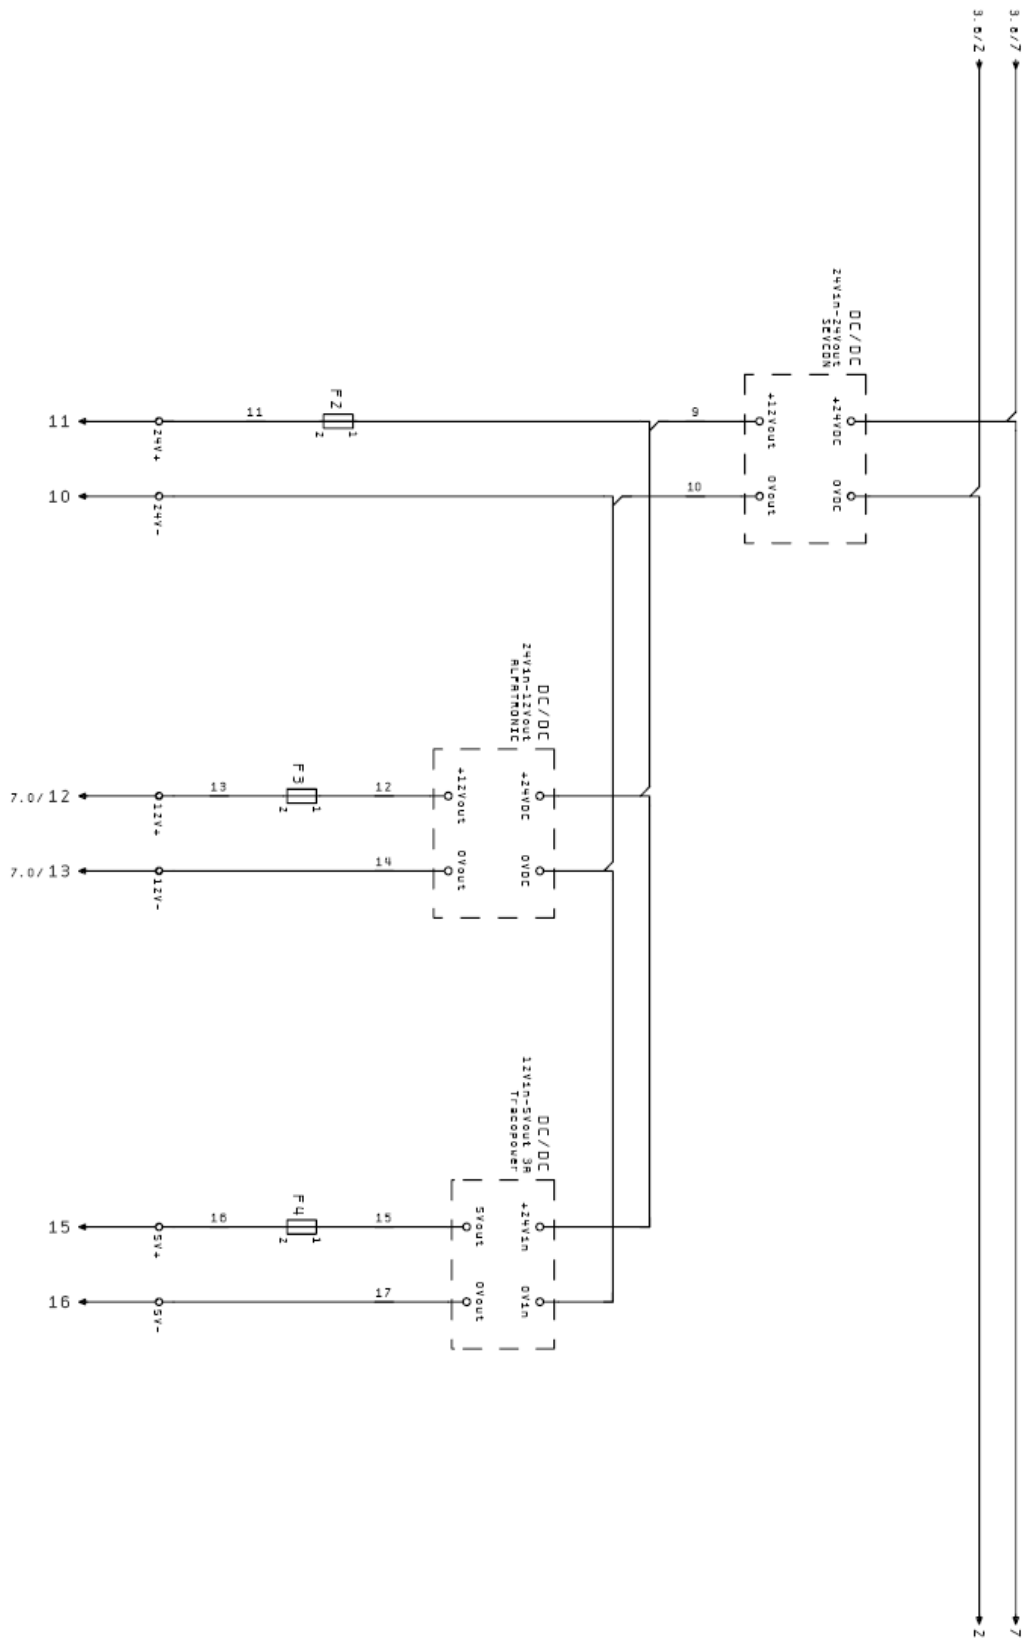 3.8/7
3.8/2
DC/DC
24Vin-24Vout
SEVCON
+24VDC
0VDC
+12Vout
0Vout
9
10
F2
1
2
11
11
24V+
10
24V-
DC/DC
24Vin-12Vout
ALFATRONIC
+24VDC
0VDC
+12Vout
0Vout
12
F3
1
2
13
7.0/12
12V+
14
7.0/13
12V-
DC/DC
12Vin-5Vout 3A
Tracopower
+24Vin
0Vin
5Vout
0Vout
15
F4
1
2
16
15
5V+
17
16
5V-
7
2